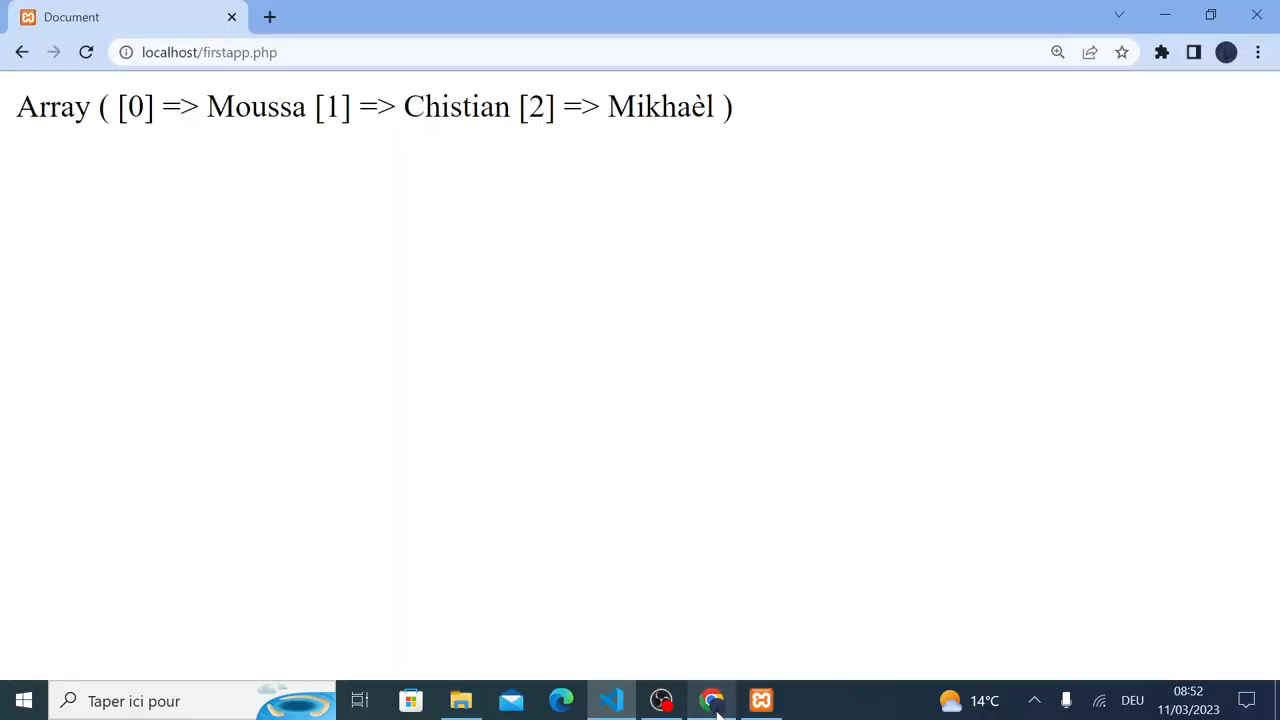 Document
localhost/firstapp.php
Array ( [0] => Moussa [1] => Chistian [2] => Mikhaèl )
Taper ici pour
14°C
DEU
08:52
11/03/2023